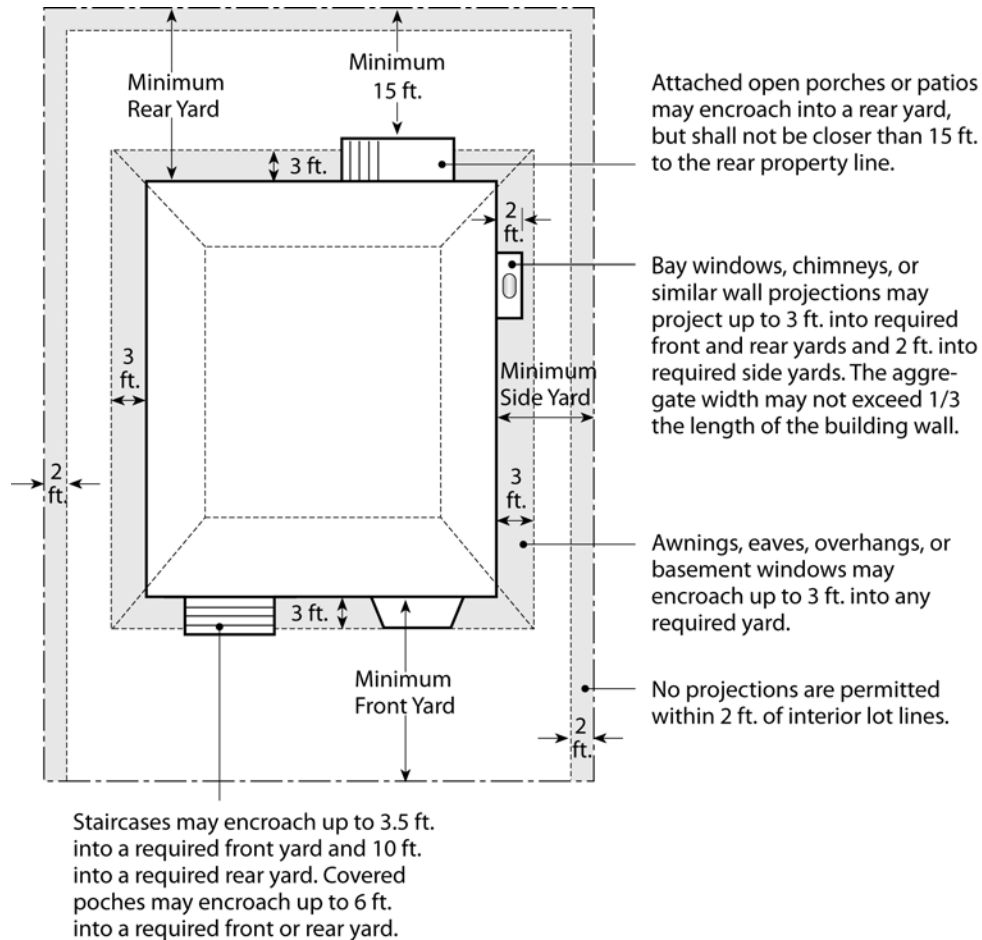 Minimum
Rear Yard
Minimum
15 ft.
3 ft.
2
ft.
3
ft.
Minimum
Side Yard
2
ft.
3
ft.
3 ft.
Minimum
Front Yard
2
ft.
Attached open porches or patios
may encroach into a rear yard,
but shall not be closer than 15 ft.
to the rear property line.
Bay windows, chimneys, or
similar wall projections may
project up to 3 ft. into required
front and rear yards and 2 ft. into
required side yards. The aggre-
gate width may not exceed 1/3
the length of the building wall.
Awnings, eaves, overhangs, or
basement windows may
encroach up to 3 ft. into any
required yard.
No projections are permitted
within 2 ft. of interior lot lines.
Staircases may encroach up to 3.5 ft.
into a required front yard and 10 ft.
into a required rear yard. Covered
poches may encroach up to 6 ft.
into a required front or rear yard.